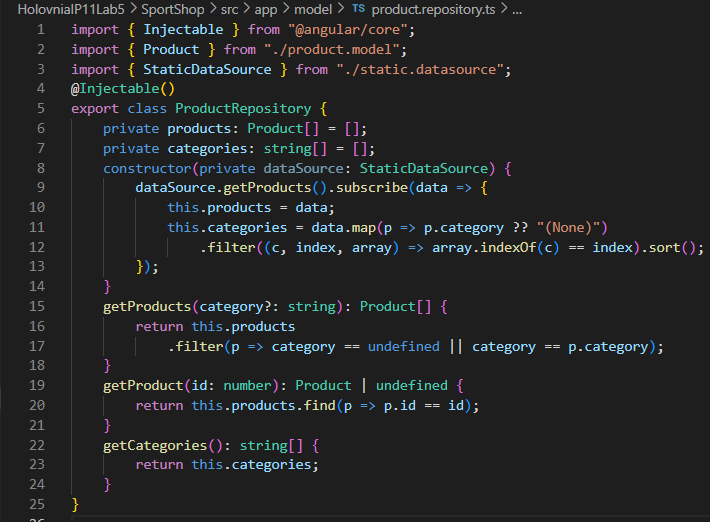 HolovniaIP11Lab5 > SportShop > src > app > model > TS product.repository.ts > ...
1 import { Injectable } from "@angular/core";
2 import { Product } from "./product.model";
3 import { StaticDataSource } from "./static.datasource";
4 @Injectable()
5 export class ProductRepository {
6     private products: Product[] = [];
7     private categories: string[] = [];
8     constructor(private dataSource: StaticDataSource) {
9         dataSource.getProducts().subscribe(data => {
10             this.products = data;
11             this.categories = data.map(p => p.category ?? "(None)")
12                 .filter((c, index, array) => array.indexOf(c) == index).sort();
13         });
14     }
15     getProducts(category?: string): Product[] {
16         return this.products
17             .filter(p => category == undefined || category == p.category);
18     }
19     getProduct(id: number): Product | undefined {
20         return this.products.find(p => p.id == id);
21     }
22     getCategories(): string[] {
23         return this.categories;
24     }
25 }
26